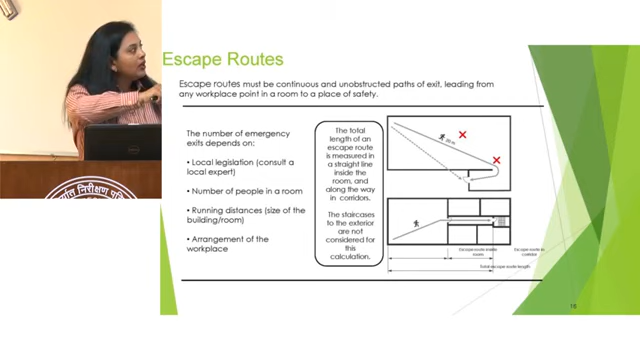 Escape Routes
Escape routes must be continuous and unobstructed paths of exit, leading from
any workplace point in a room to a place of safety.
The number of emergency
exits depends on:
• Local legislation (consult a
local expert)
• Number of people in a room
• Running distances (size of the
building/room)
• Arrangement of the
workplace
The total
length of an
escape route
is measured in
a straight line
inside the
room, and
along the way
in corridors.
The staircases
to the exterior
are not
considered for
this
calculation.
20 m
Escape route inside
room
Escape route in
corridor
Total escape route length
10